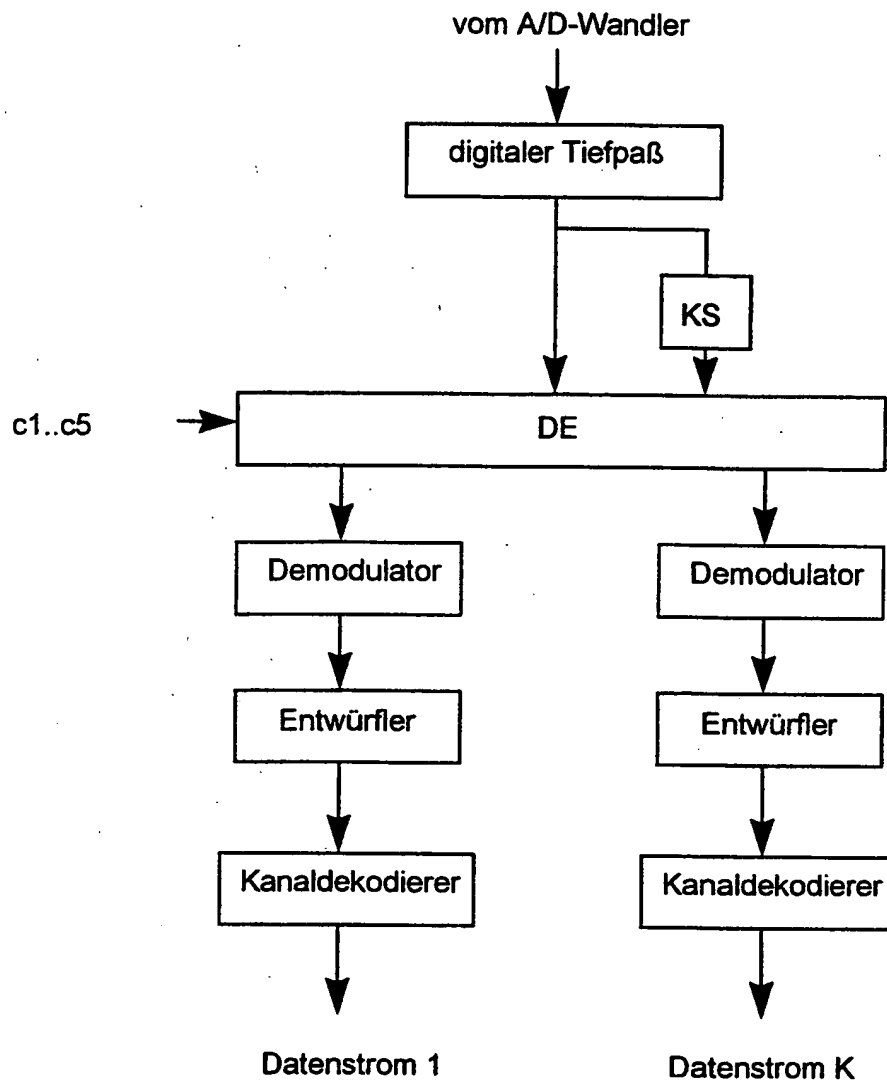 vom A/D-Wandler
digitaler Tiefpaß
KS
c1..c5
DE
Demodulator
Demodulator
Entwürfler
Entwürfler
Kanaldekodierer
Kanaldekodierer
Datenstrom 1
Datenstrom K